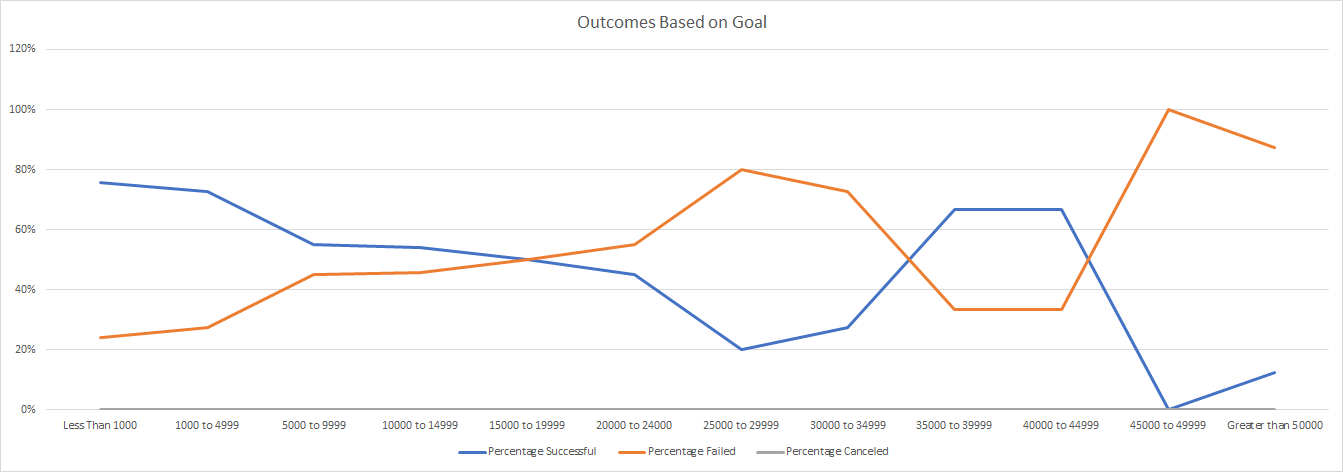 Outcomes Based on Goal
120%
100%
80%
60%
40%
20%
0%
Less Than 1000 1000 to 4999 5000 to 9999 10000 to 14999 15000 to 19999 20000 to 24000 25000 to 29999 30000 to 34999 35000 to 39999 40000 to 44999 45000 to 49999 Greater than 50000
Percentage Successful Percentage Failed Percentage Canceled